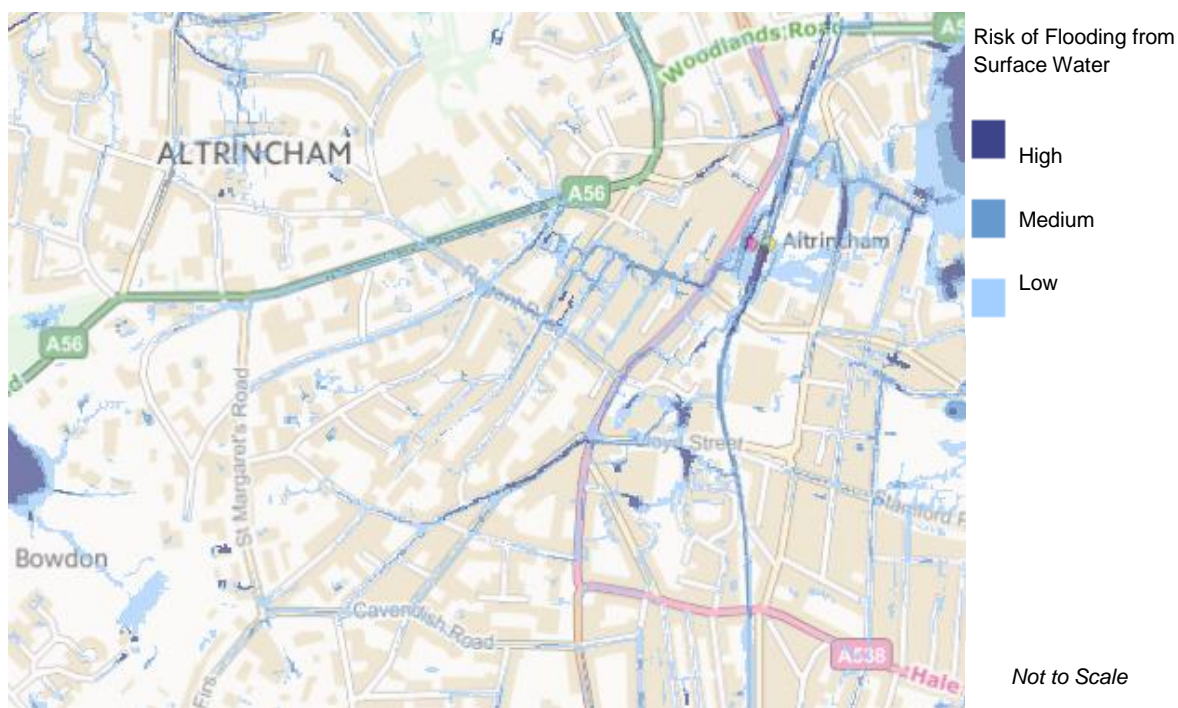 Risk of Flooding from
Surface Water
High
Medium
Low
Woodlands Road
ALTRINCHAM
A56
Altrincham
A56
St Margaret's Road
Lloyd Street
Stamford
Bowdon
Cavendish Road
Firs
A538
Hale
Not to Scale